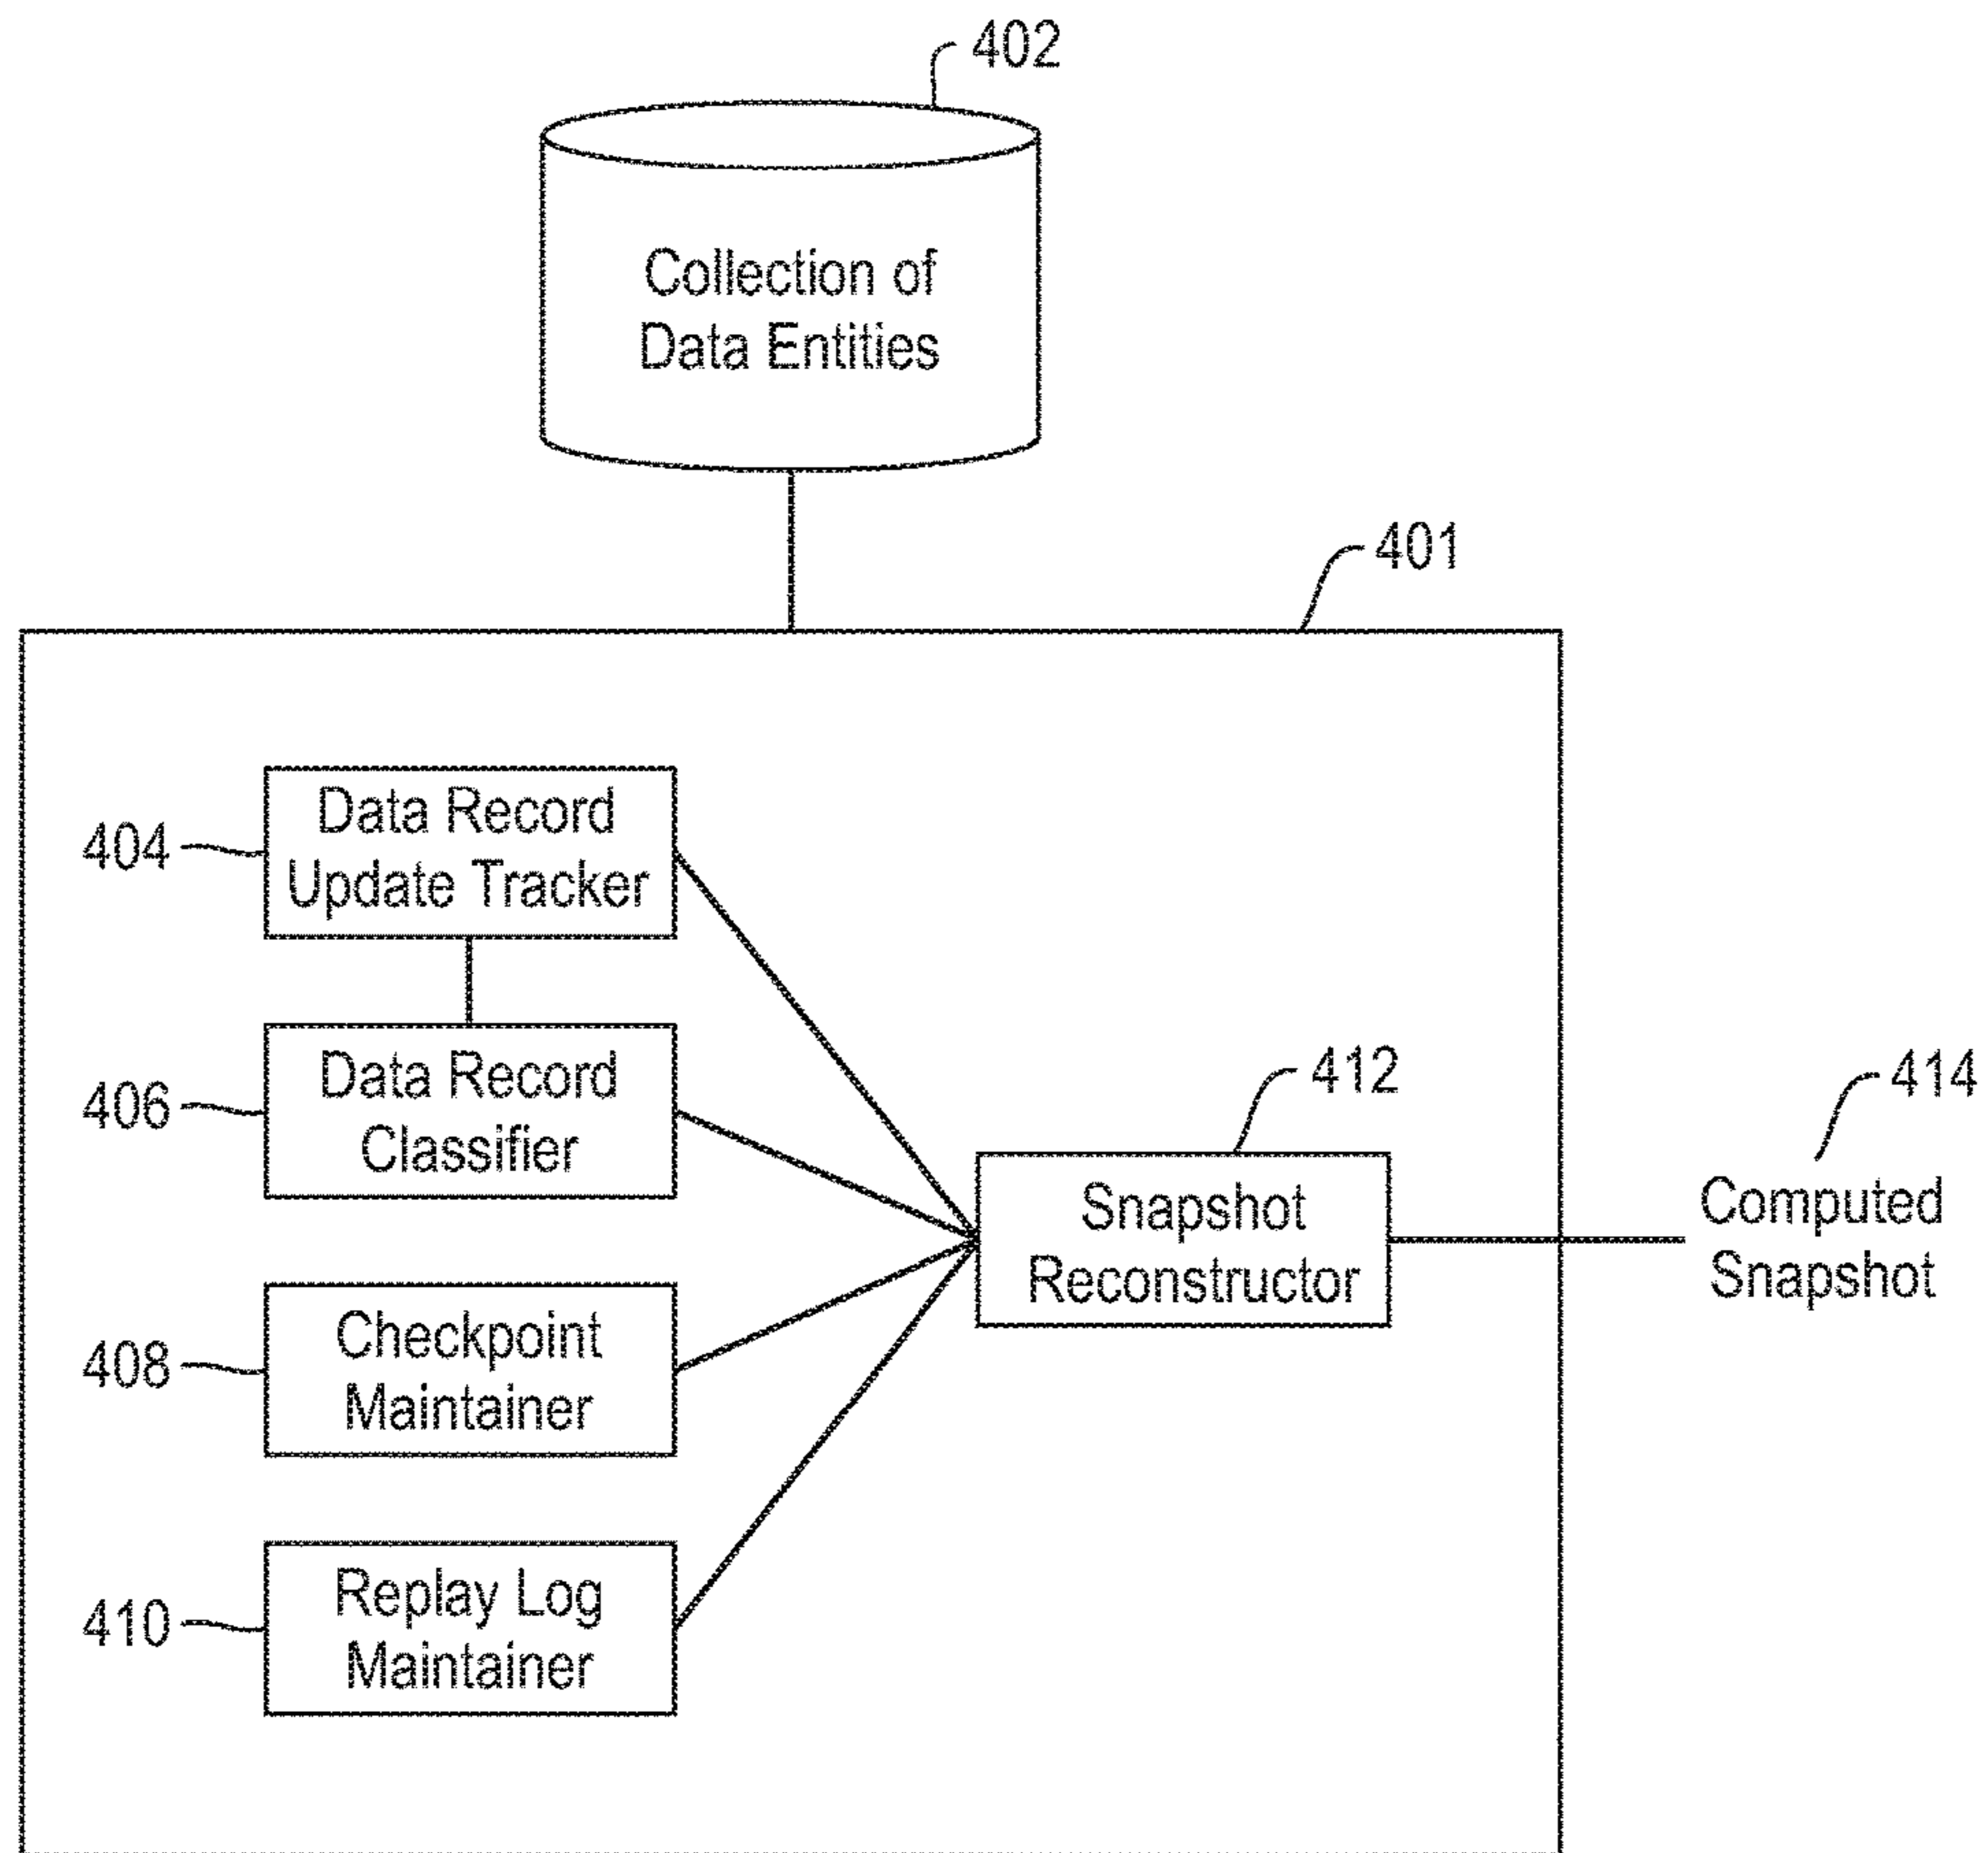 402
Collection of
Data Entities
401
404
Data Record
Update Tracker
406
Data Record
Classifier
412
Snapshot
Reconstructor
414
Computed
Snapshot
408
Checkpoint
Maintainer
410
Replay Log
Maintainer